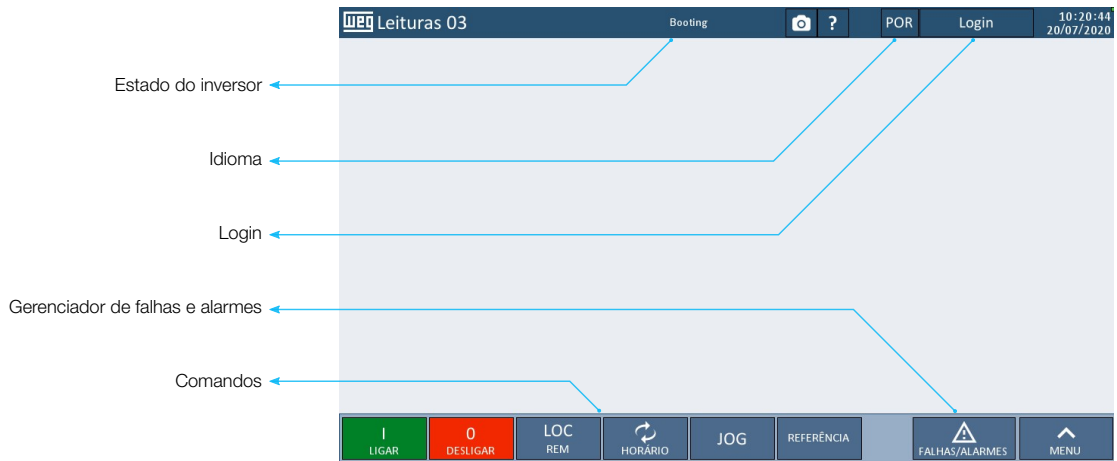 weg Leituras 03
Booting
?
POR
Login
10:20:44
20/07/2020
Estado do inversor
Idioma
Login
Gerenciador de falhas e alarmes
Comandos
I
LIGAR
0
DESLIGAR
LOC
REM
HORÁRIO
JOG
REFERÊNCIA
FALHAS/ALARMES
MENU